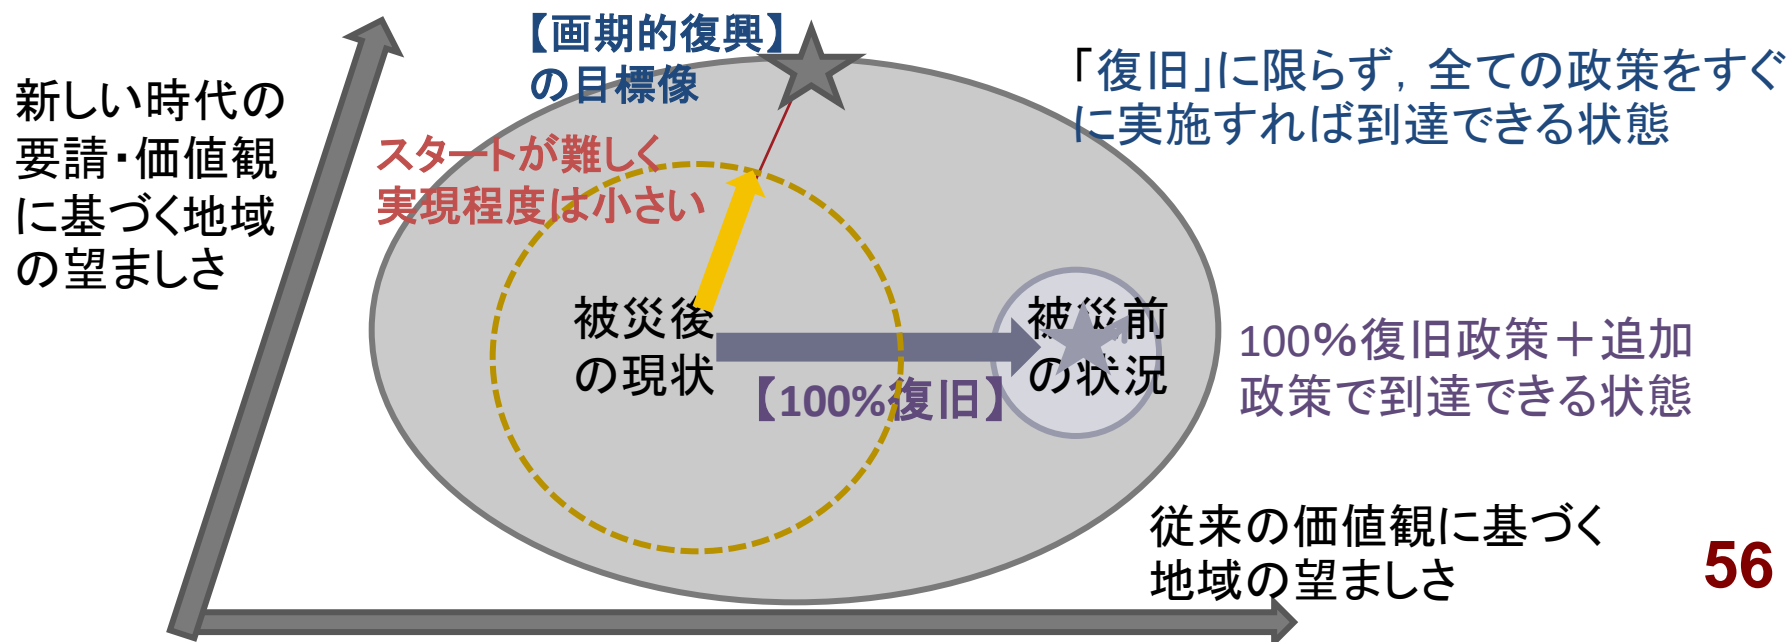 【画期的復興】
の目標像
「復旧」に限らず，全ての政策をすぐ
に実施すれば到達できる状態
新しい時代の
要請・価値観
に基づく地域
の望ましさ
スタートが難しく
実現程度は小さい
被災後
の現状
被災前
の状況
【100%復旧】
100%復旧政策＋追加
政策で到達できる状態
従来の価値観に基づく
地域の望ましさ
56